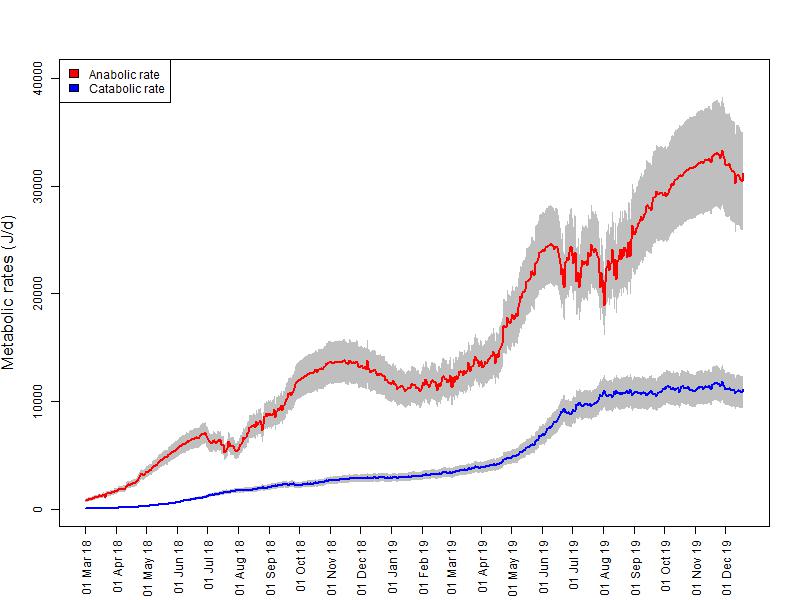 Anabolic rate
Catabolic rate
Metabolic rates (J/d)
40000
30000
20000
10000
0
01 Mar 18
01 Apr 18
01 May 18
01 Jun 18
01 Jul 18
01 Aug 18
01 Sep 18
01 Oct 18
01 Nov 18
01 Dec 18
01 Jan 19
01 Feb 19
01 Mar 19
01 Apr 19
01 May 19
01 Jun 19
01 Jul 19
01 Aug 19
01 Sep 19
01 Oct 19
01 Nov 19
01 Dec 19